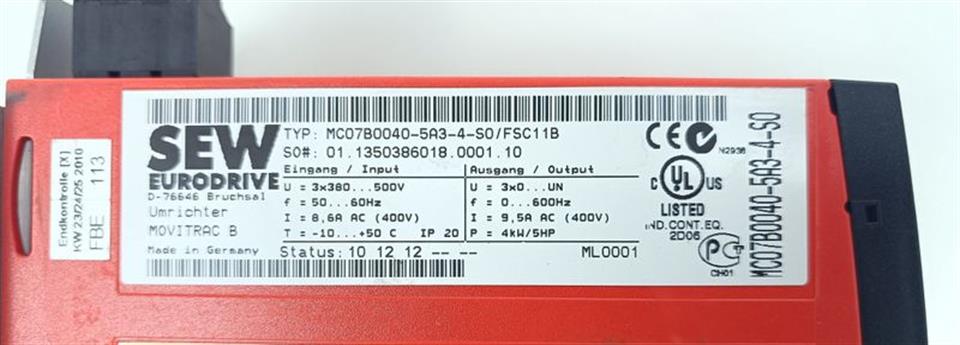 Endkontrolle [X]
KW 23/24/25 2010
FBE 113
SEW
EURODRIVE
D-76646 Bruchsal
Umrichter
MOVITRAC B
Made in Germany
TYP: MC07B0040-5A3-4-S0/FSC11B
SO#: 01.1350386018.0001.10
Eingang / Input
U = 3x380...500V
f = 50...60Hz
I = 8,6A AC (400V)
T = -10...+50 C IP 20
Ausgang / Output
U = 3x0...UN
f = 0...600Hz
I = 9,5A AC (400V)
P = 4kW/5HP
Status: 10 12 12 -- -- ML0001
CE
N2936
C UL US
LISTED
IND.CONT.EQ.
2D06
MC07B0040-5A3-4-S0